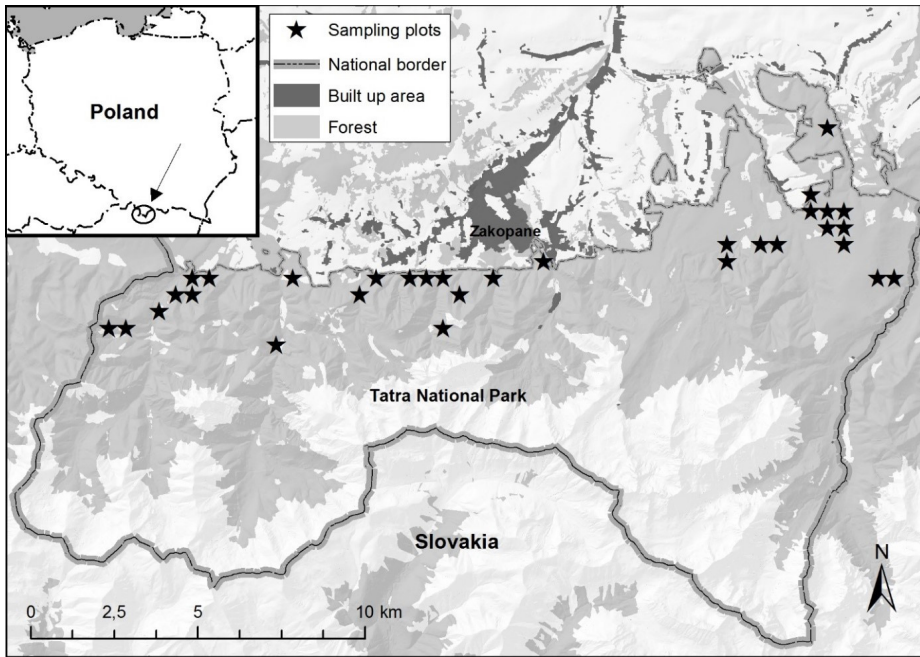 Poland
Sampling plots
National border
Built up area
Forest
Zakopane
Tatra National Park
Slovakia
N
0 2,5 5 10 km